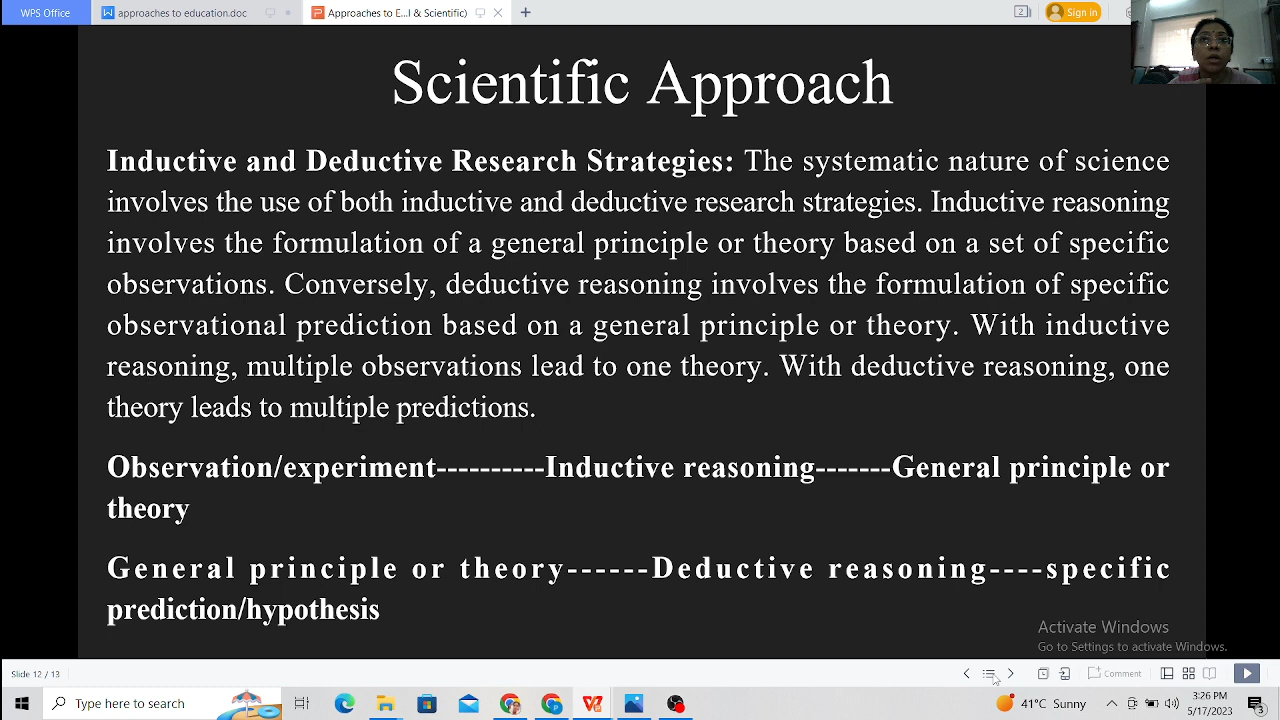 WPS Office
approaches to education.doc
Approaches to E...l & Scientific)
2
Sign in
Scientific Approach
Inductive and Deductive Research Strategies: The systematic nature of science
involves the use of both inductive and deductive research strategies. Inductive reasoning
involves the formulation of a general principle or theory based on a set of specific
observations. Conversely, deductive reasoning involves the formulation of specific
observational prediction based on a general principle or theory. With inductive
reasoning, multiple observations lead to one theory. With deductive reasoning, one
theory leads to multiple predictions.
Observation/experiment----------Inductive reasoning-------General principle or
theory
General principle or theory------Deductive reasoning----specific
prediction/hypothesis
Activate Windows
Go to Settings to activate Windows.
Slide 12 / 13
Comment
Type here to search
41°C Sunny
3:26 PM
5/17/2023
3